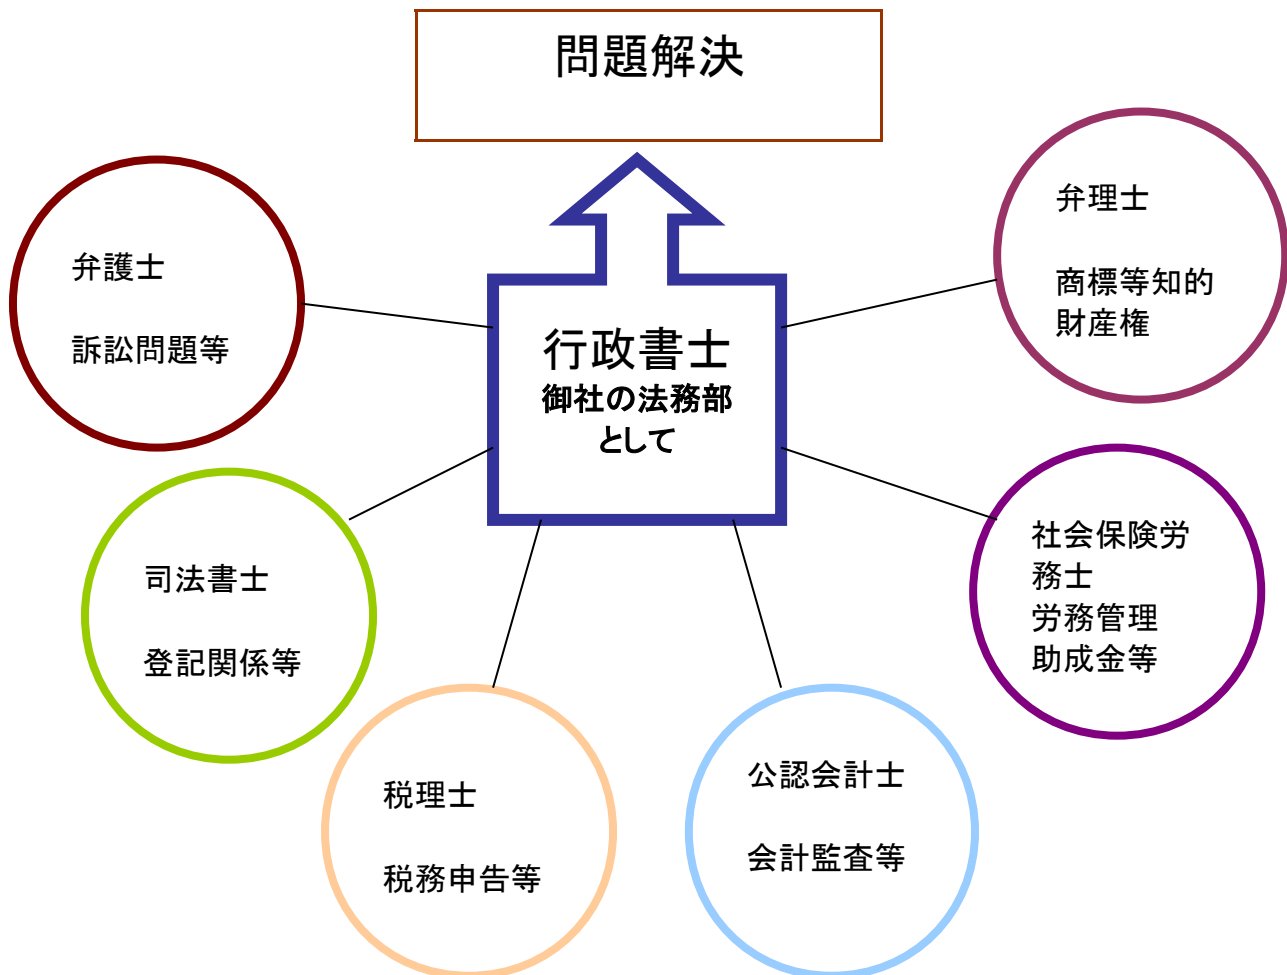 問題解決
弁護士
訴訟問題等
行政書士
御社の法務部
として
弁理士
商標等知的
財産権
司法書士
登記関係等
社会保険労
務士
労務管理
助成金等
税理士
税務申告等
公認会計士
会計監査等